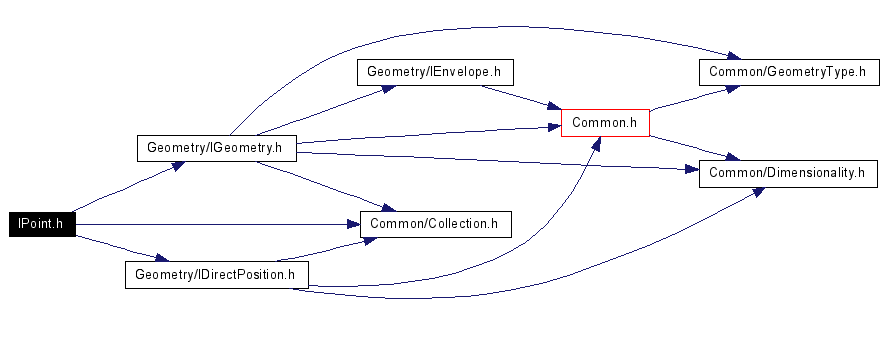 Geometry/IEnvelope.h
Common/GeometryType.h
Common.h
Geometry/IGeometry.h
Common/Dimensionality.h
IPoint.h
Common/Collection.h
Geometry/IDirectPosition.h